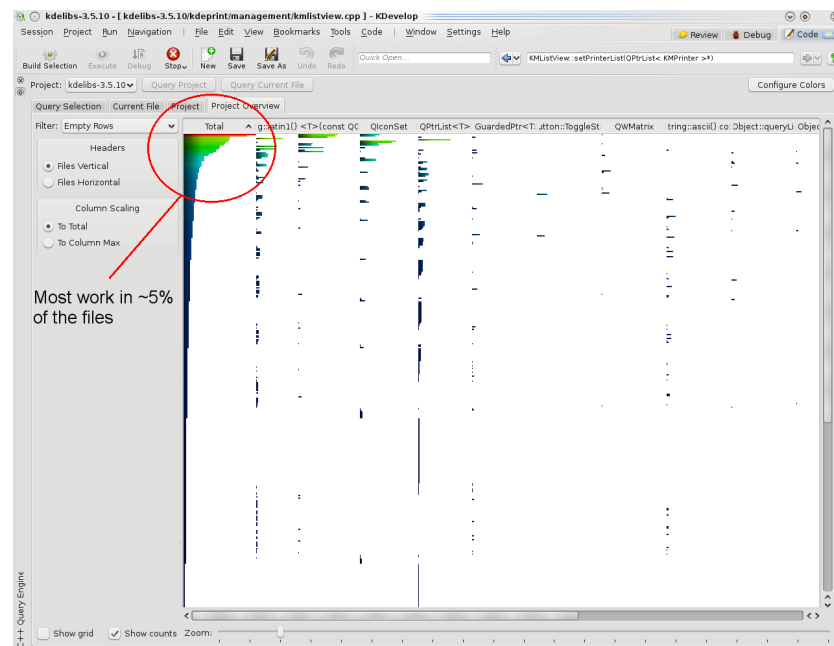 kdelibs-3.5.10 - [ kdelibs-3.5.10/kdeprint/management/kmlistview.cpp ] - KDevelop
Session Project Run Navigation | File Edit View Bookmarks Tools Code | Window Settings Help
Review Debug Code
Build Selection Execute Debug Stop New Save Save As Undo Redo Quick Open... KMListView::setPrinterList(QPtrList< KMPrinter >*)
Project: kdelibs-3.5.10 Query Project Query Current File Configure Colors
Query Selection Current File Project Project Overview
Filter: Empty Rows
Total g::latin1() <T>(const QC QIconSet QPtrList<T> GuardedPtr<T: utton::ToggleSt QWMatrix tring::ascii() co Object::queryLi Objec
Headers
Files Vertical
Files Horizontal
Column Scaling
To Total
To Column Max
Most work in ~5%
of the files
C++ Query Engine
Show grid Show counts Zoom: